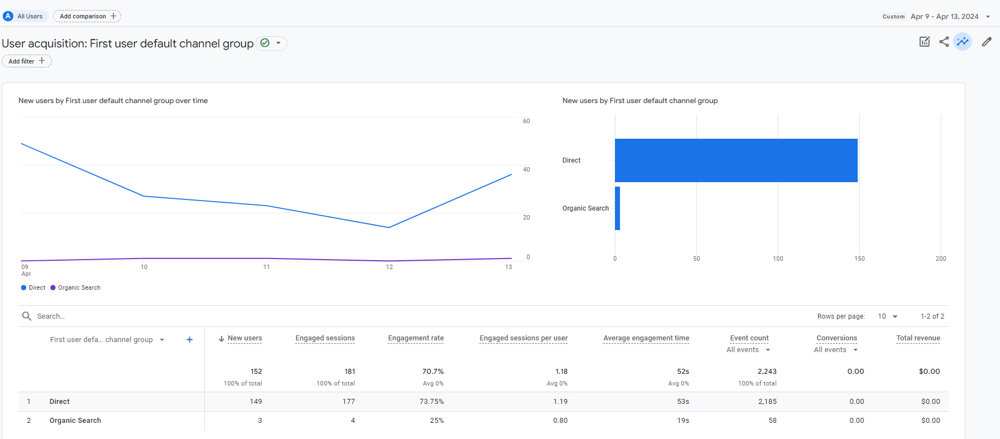 A All Users Add comparison + Custom Apr 9 - Apr 13, 2024
User acquisition: First user default channel group
Add filter +
New users by First user default channel group over time
60
40
20
0
09 10 11 12 13
Apr
Direct Organic Search
New users by First user default channel group
Direct
Organic Search
0 50 100 150 200
Search... Rows per page: 10 1-2 of 2
First user defa... channel group + New users Engaged sessions Engagement rate Engaged sessions per user Average engagement time Event count Conversions Total revenue
All events All events
152 181 70.7% 1.18 52s 2,243 0.00 $0.00
100% of total 100% of total Avg 0% Avg 0% Avg 0% 100% of total
1 Direct 149 177 73.75% 1.19 53s 2,185 0.00 $0.00
2 Organic Search 3 4 25% 0.80 19s 58 0.00 $0.00